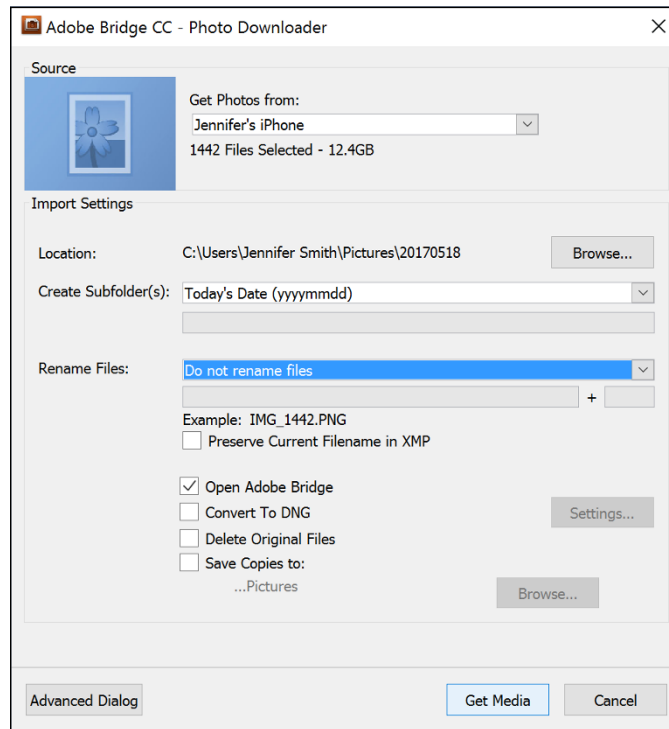 Adobe Bridge CC - Photo Downloader
Source
Get Photos from:
Jennifer's iPhone
1442 Files Selected - 12.4GB
Import Settings
Location: C:\Users\Jennifer Smith\Pictures\20170518 Browse...
Create Subfolder(s): Today's Date (yyyymmdd)
Rename Files: Do not rename files
+
Example: IMG_1442.PNG
Preserve Current Filename in XMP
Open Adobe Bridge
Convert To DNG Settings...
Delete Original Files
Save Copies to:
...Pictures Browse...
Advanced Dialog Get Media Cancel